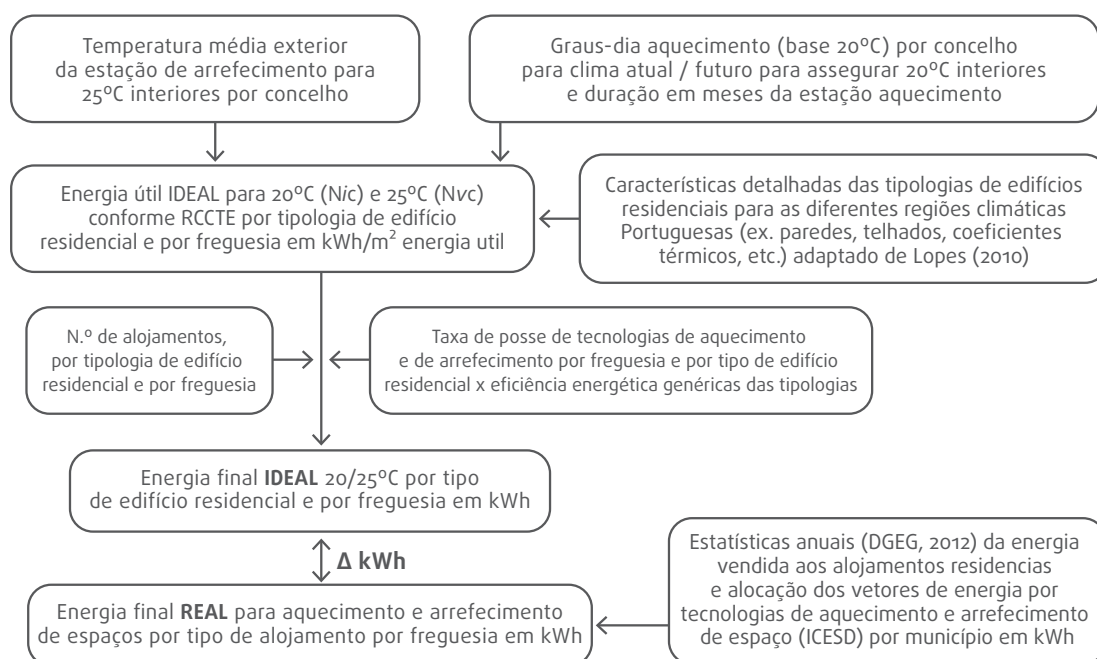 Temperatura média exterior
da estação de arrefecimento para
25ºC interiores por concelho
Graus-dia aquecimento (base 20ºC) por concelho
para clima atual / futuro para assegurar 20ºC interiores
e duração em meses da estação aquecimento
Energia útil IDEAL para 20ºC (Nic) e 25ºC (Nvc)
conforme RCCTE por tipologia de edifício
residencial e por freguesia em kWh/m² energia util
Características detalhadas das tipologias de edifícios
residenciais para as diferentes regiões climáticas
Portuguesas (ex. paredes, telhados, coeficientes
térmicos, etc.) adaptado de Lopes (2010)
N.º de alojamentos,
por tipologia de edifício
residencial e por freguesia
Taxa de posse de tecnologias de aquecimento
e de arrefecimento por freguesia e por tipo de edifício
residencial x eficiência energética genéricas das tipologias
Energia final IDEAL 20/25ºC por tipo
de edifício residencial e por freguesia em kWh
Δ kWh
Energia final REAL para aquecimento e arrefecimento
de espaços por tipo de alojamento por freguesia em kWh
Estatísticas anuais (DGEG, 2012) da energia
vendida aos alojamentos residencias
e alocação dos vetores de energia por
tecnologias de aquecimento e arrefecimento
de espaço (ICESD) por município em kWh